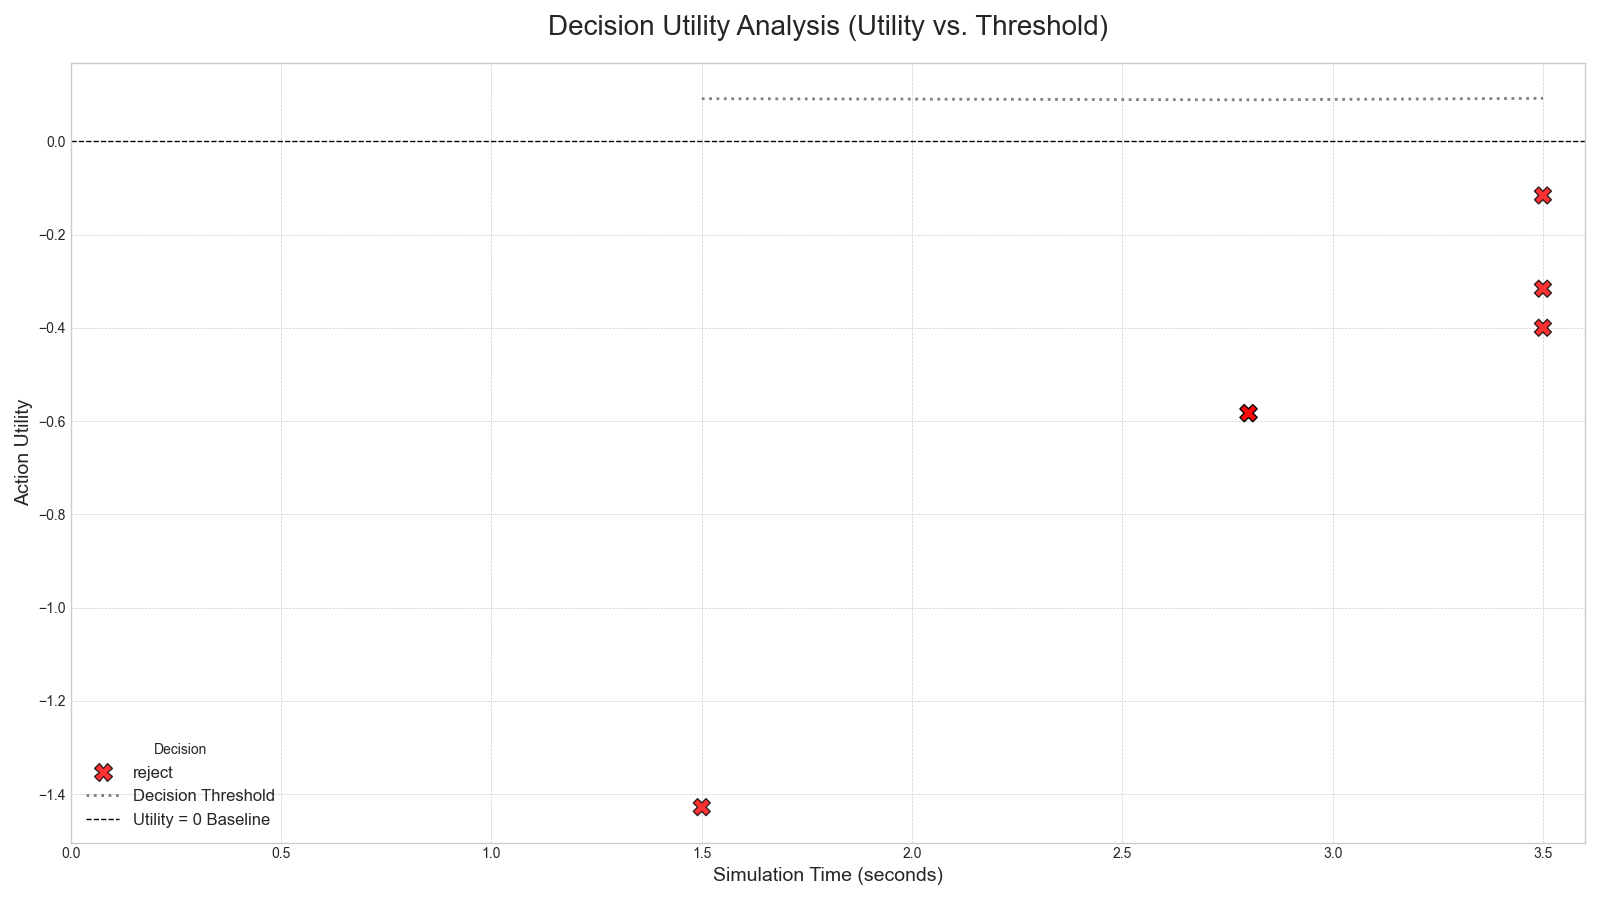 Decision Utility Analysis (Utility vs. Threshold)
Action Utility
0.0
−0.2
−0.4
−0.6
−0.8
−1.0
−1.2
−1.4
Decision
reject
Decision Threshold
Utility = 0 Baseline
0.0 0.5 1.0 1.5 2.0 2.5 3.0 3.5
Simulation Time (seconds)